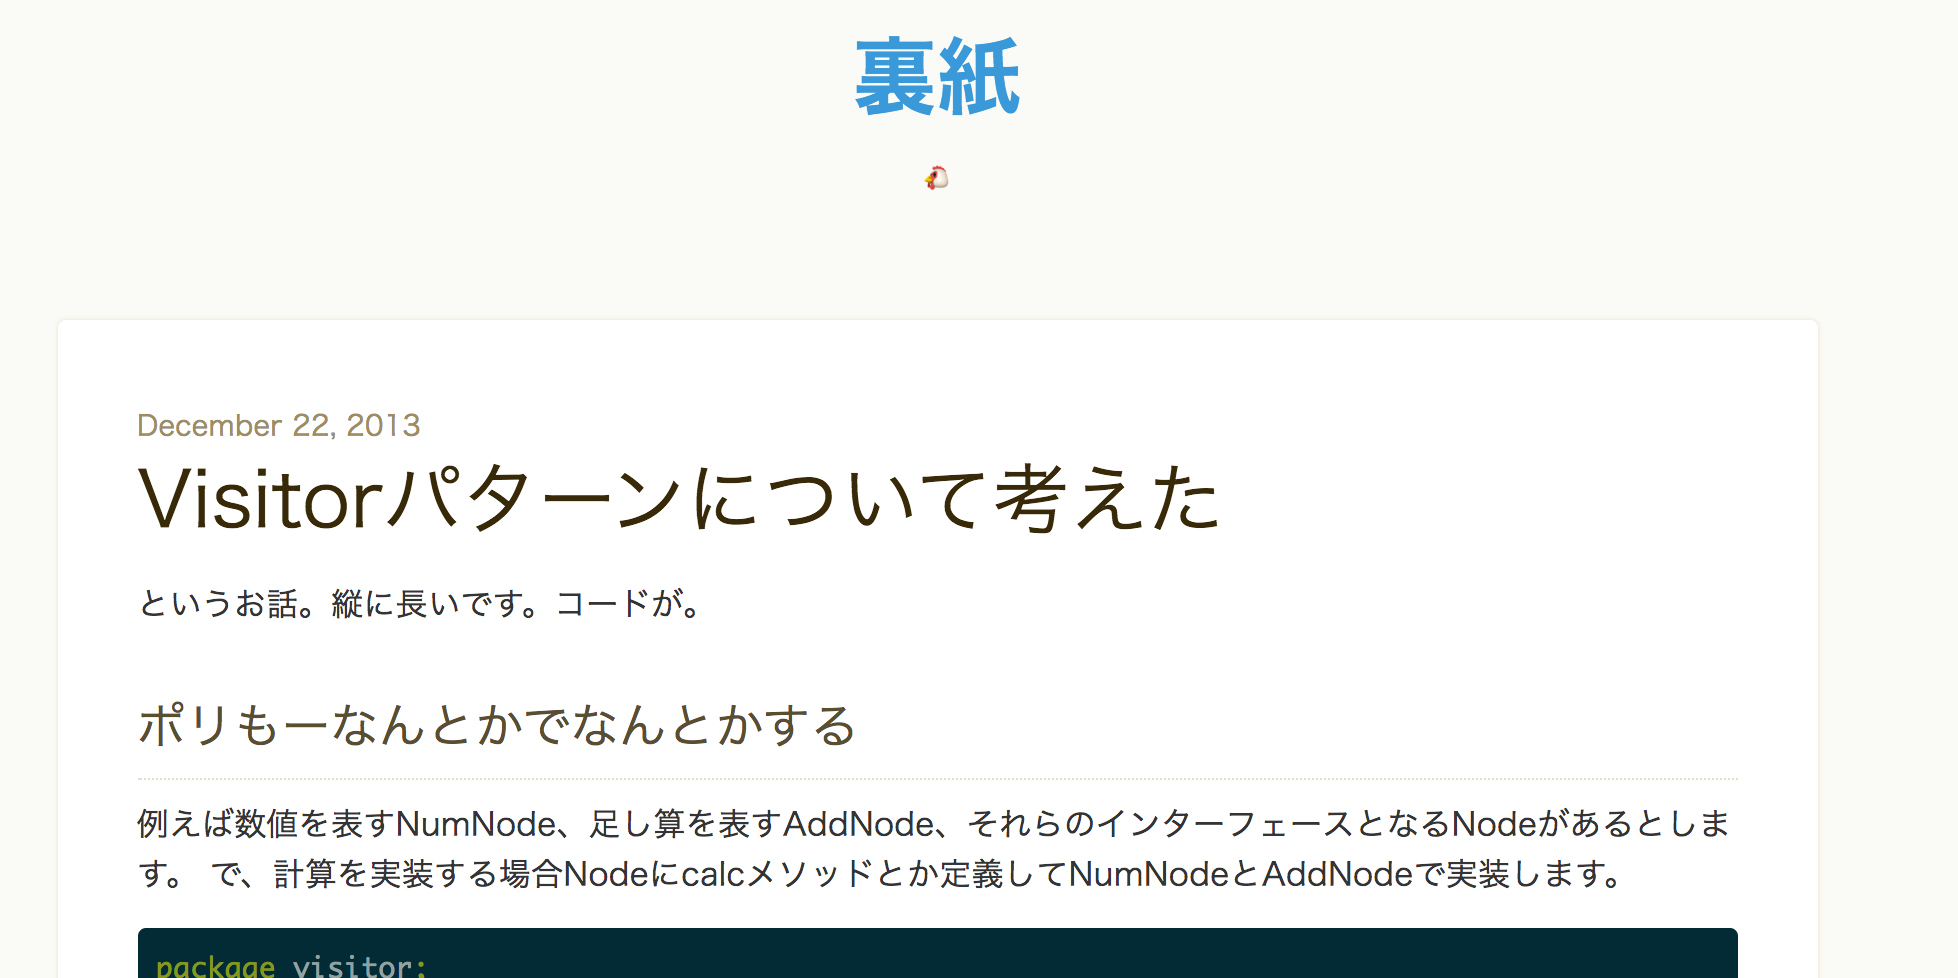 裏紙
🐔
December 22, 2013
Visitorパターンについて考えた
というお話。縦に長いです。コードが。
ポリもーなんとかでなんとかする
例えば数値を表すNumNode、足し算を表すAddNode、それらのインターフェースとなるNodeがあるとしま
す。 で、計算を実装する場合Nodeにcalcメソッドとか定義してNumNodeとAddNodeで実装します。
package visitor;